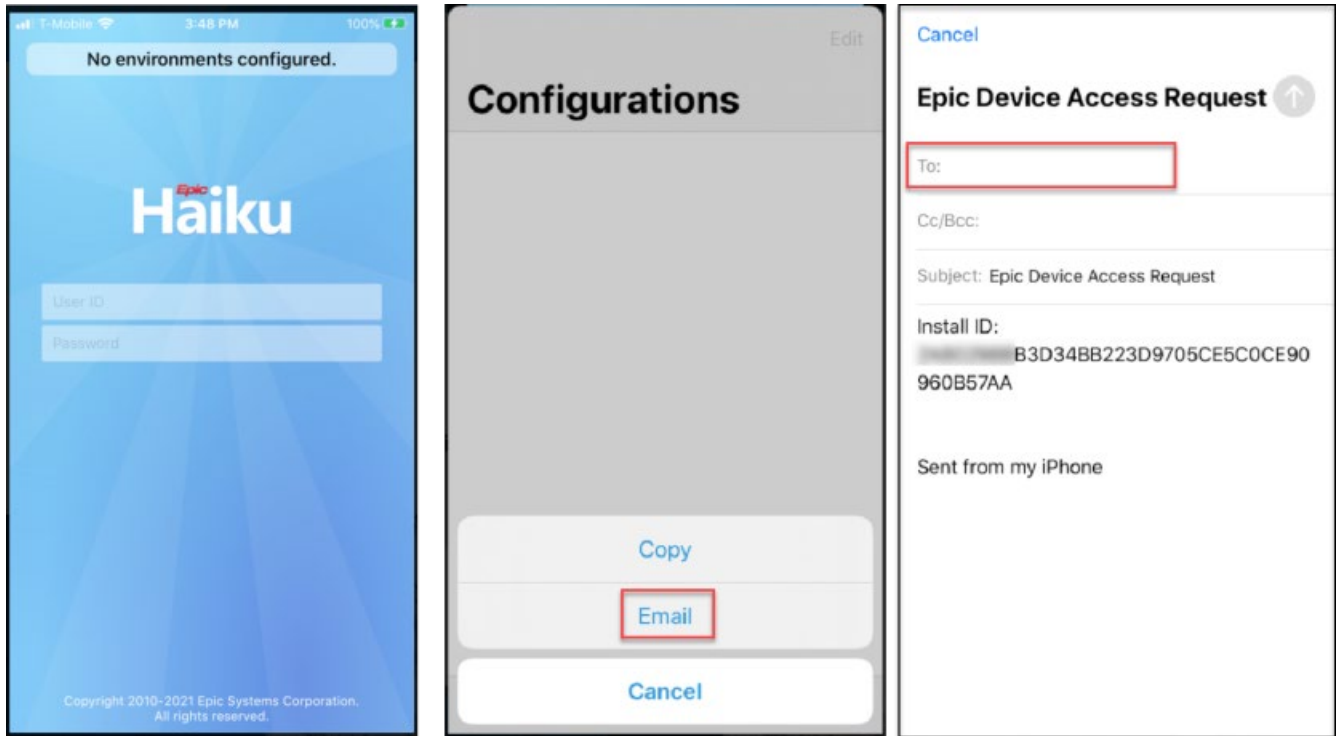 T-Mobile 3:48 PM 100%
No environments configured.
Epic
Haiku
User ID
Password
Copyright 2010-2021 Epic Systems Corporation.
All rights reserved.
Edit
Configurations
Copy
Email
Cancel
Cancel
Epic Device Access Request
To:
Cc/Bcc:
Subject: Epic Device Access Request
Install ID:
B3D34BB223D9705CE5C0CE90
960B57AA
Sent from my iPhone